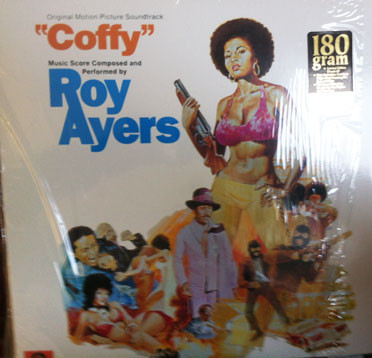 Original Motion Picture Soundtrack
"Coffy"
Music Score Composed and
Performed by
Roy
Ayers
180
gram